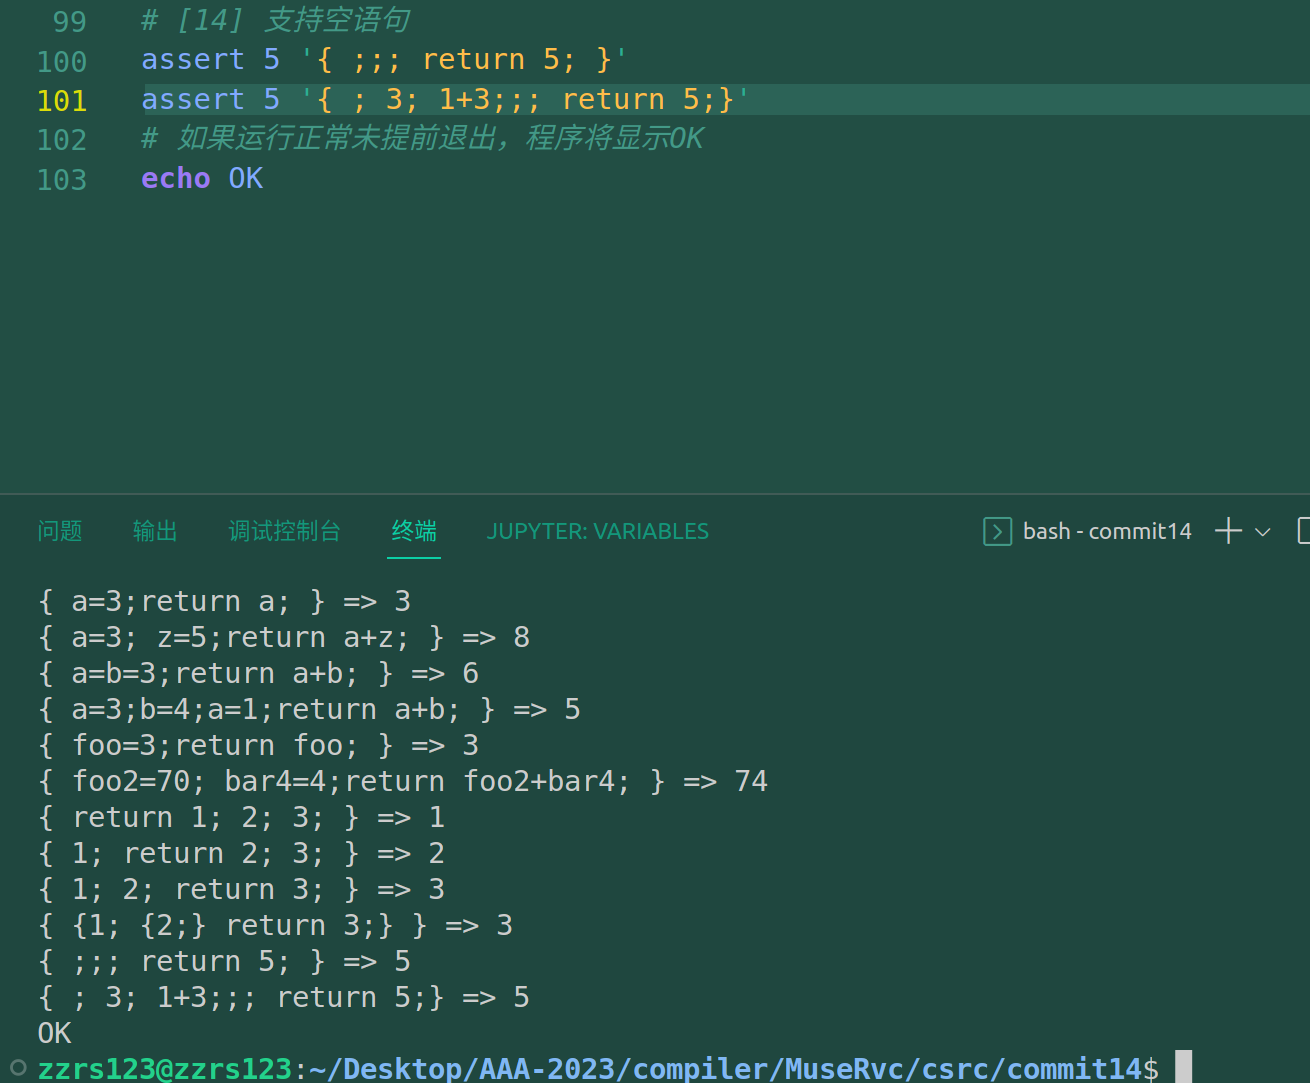 99 # [14] 支持空语句
100 assert 5 '{ ;;; return 5; }'
101 assert 5 '{ ; 3; 1+3;;; return 5;}'
102 # 如果运行正常未提前退出，程序将显示OK
103 echo OK
问题 输出 调试控制台 终端 JUPYTER: VARIABLES bash - commit14
{ a=3;return a; } => 3
{ a=3; z=5;return a+z; } => 8
{ a=b=3;return a+b; } => 6
{ a=3;b=4;a=1;return a+b; } => 5
{ foo=3;return foo; } => 3
{ foo2=70; bar4=4;return foo2+bar4; } => 74
{ return 1; 2; 3; } => 1
{ 1; return 2; 3; } => 2
{ 1; 2; return 3; } => 3
{ {1; {2;} return 3;} } => 3
{ ;;; return 5; } => 5
{ ; 3; 1+3;;; return 5;} => 5
OK
zzrs123@zzrs123:~/Desktop/AAA-2023/compiler/MuseRvc/csrc/commit14$